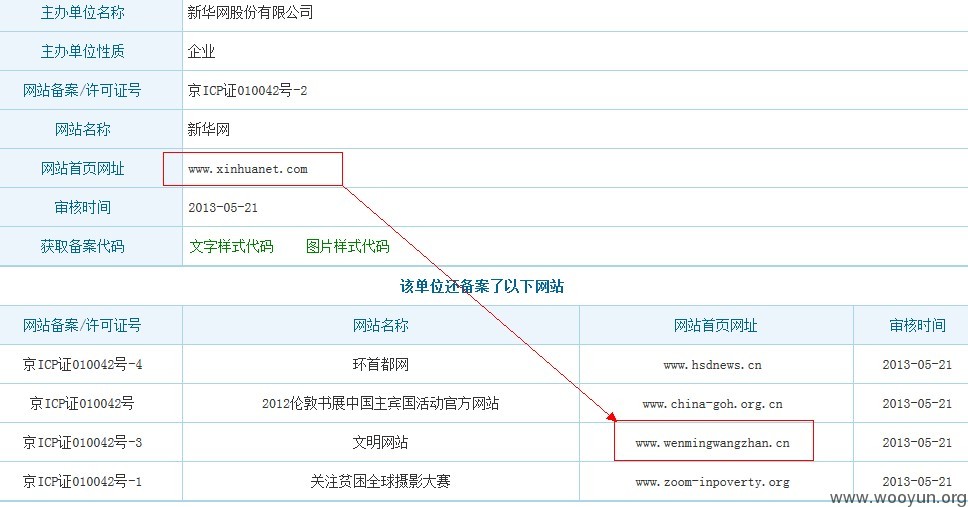 主办单位名称 新华网股份有限公司
主办单位性质 企业
网站备案/许可证号 京ICP证010042号-2
网站名称 新华网
网站首页网址 www.xinhuanet.com
审核时间 2013-05-21
获取备案代码 文字样式代码 图片样式代码
该单位还备案了以下网站
网站备案/许可证号 网站名称 网站首页网址 审核时间
京ICP证010042号-4 环首都网 www.hsdnews.cn 2013-05-21
京ICP证010042号 2012伦敦书展中国主宾国活动官方网站 www.china-goh.org.cn 2013-05-21
京ICP证010042号-3 文明网站 www.wenmingwangzhan.cn 2013-05-21
京ICP证010042号-1 关注贫困全球摄影大赛 www.zoom-inpoverty.org 2013-05-21
www.wooyun.org